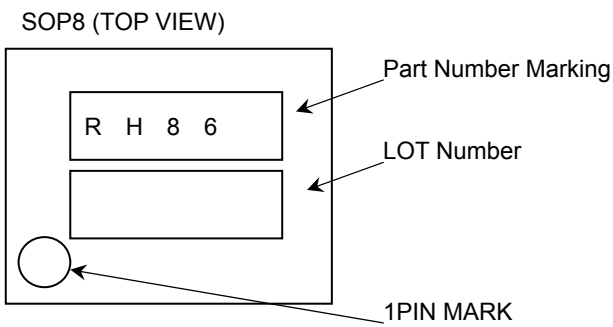 SOP8 (TOP VIEW)
Part Number Marking
R H 8 6
LOT Number
1PIN MARK